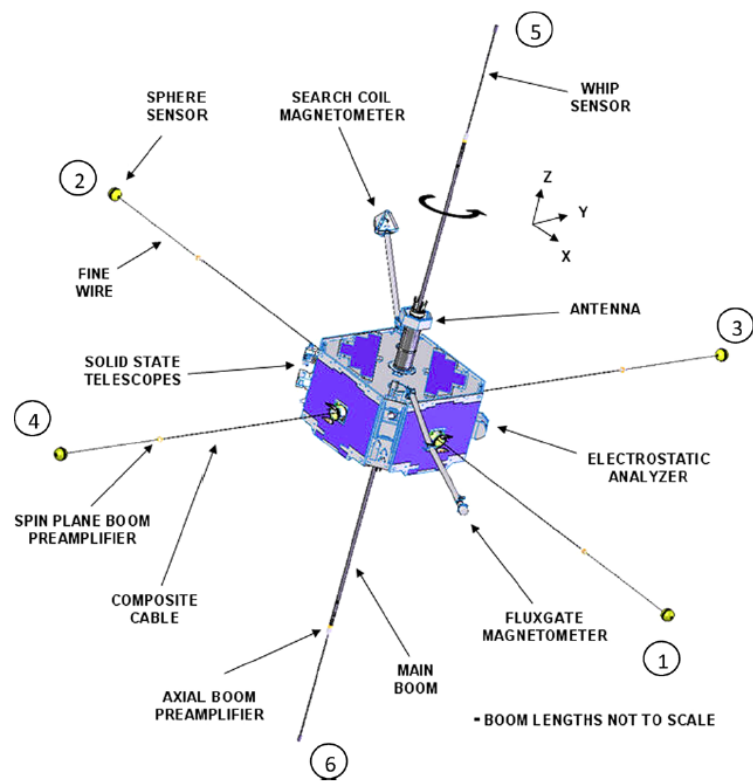 5
SPHERE
SENSOR
SEARCH COIL
MAGNETOMETER
WHIP
SENSOR
2
Z
Y
X
FINE
WIRE
ANTENNA
3
SOLID STATE
TELESCOPES
4
ELECTROSTATIC
ANALYZER
SPIN PLANE BOOM
PREAMPLIFIER
COMPOSITE
CABLE
FLUXGATE
MAGNETOMETER
1
MAIN
BOOM
AXIAL BOOM
PREAMPLIFIER
- BOOM LENGTHS NOT TO SCALE
6